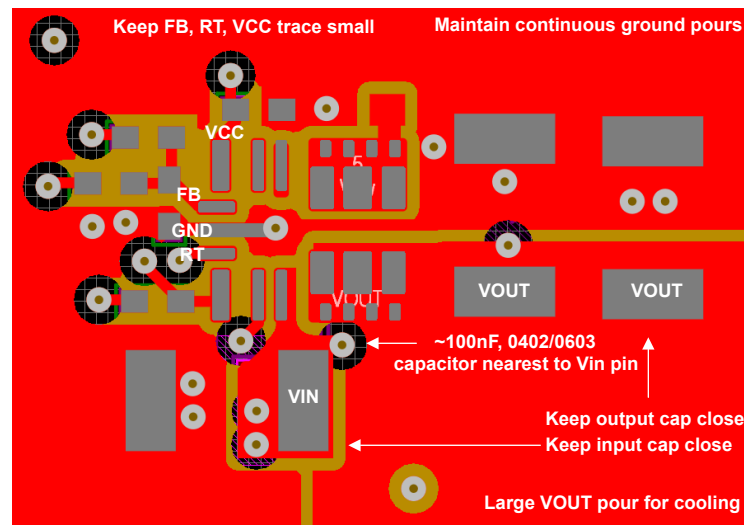 Keep FB, RT, VCC trace small
Maintain continuous ground pours
VCC
5
FB
GND
RT
VOUT
VOUT
VOUT
~100nF, 0402/0603
capacitor nearest to Vin pin
VIN
Keep output cap close
Keep input cap close
Large VOUT pour for cooling